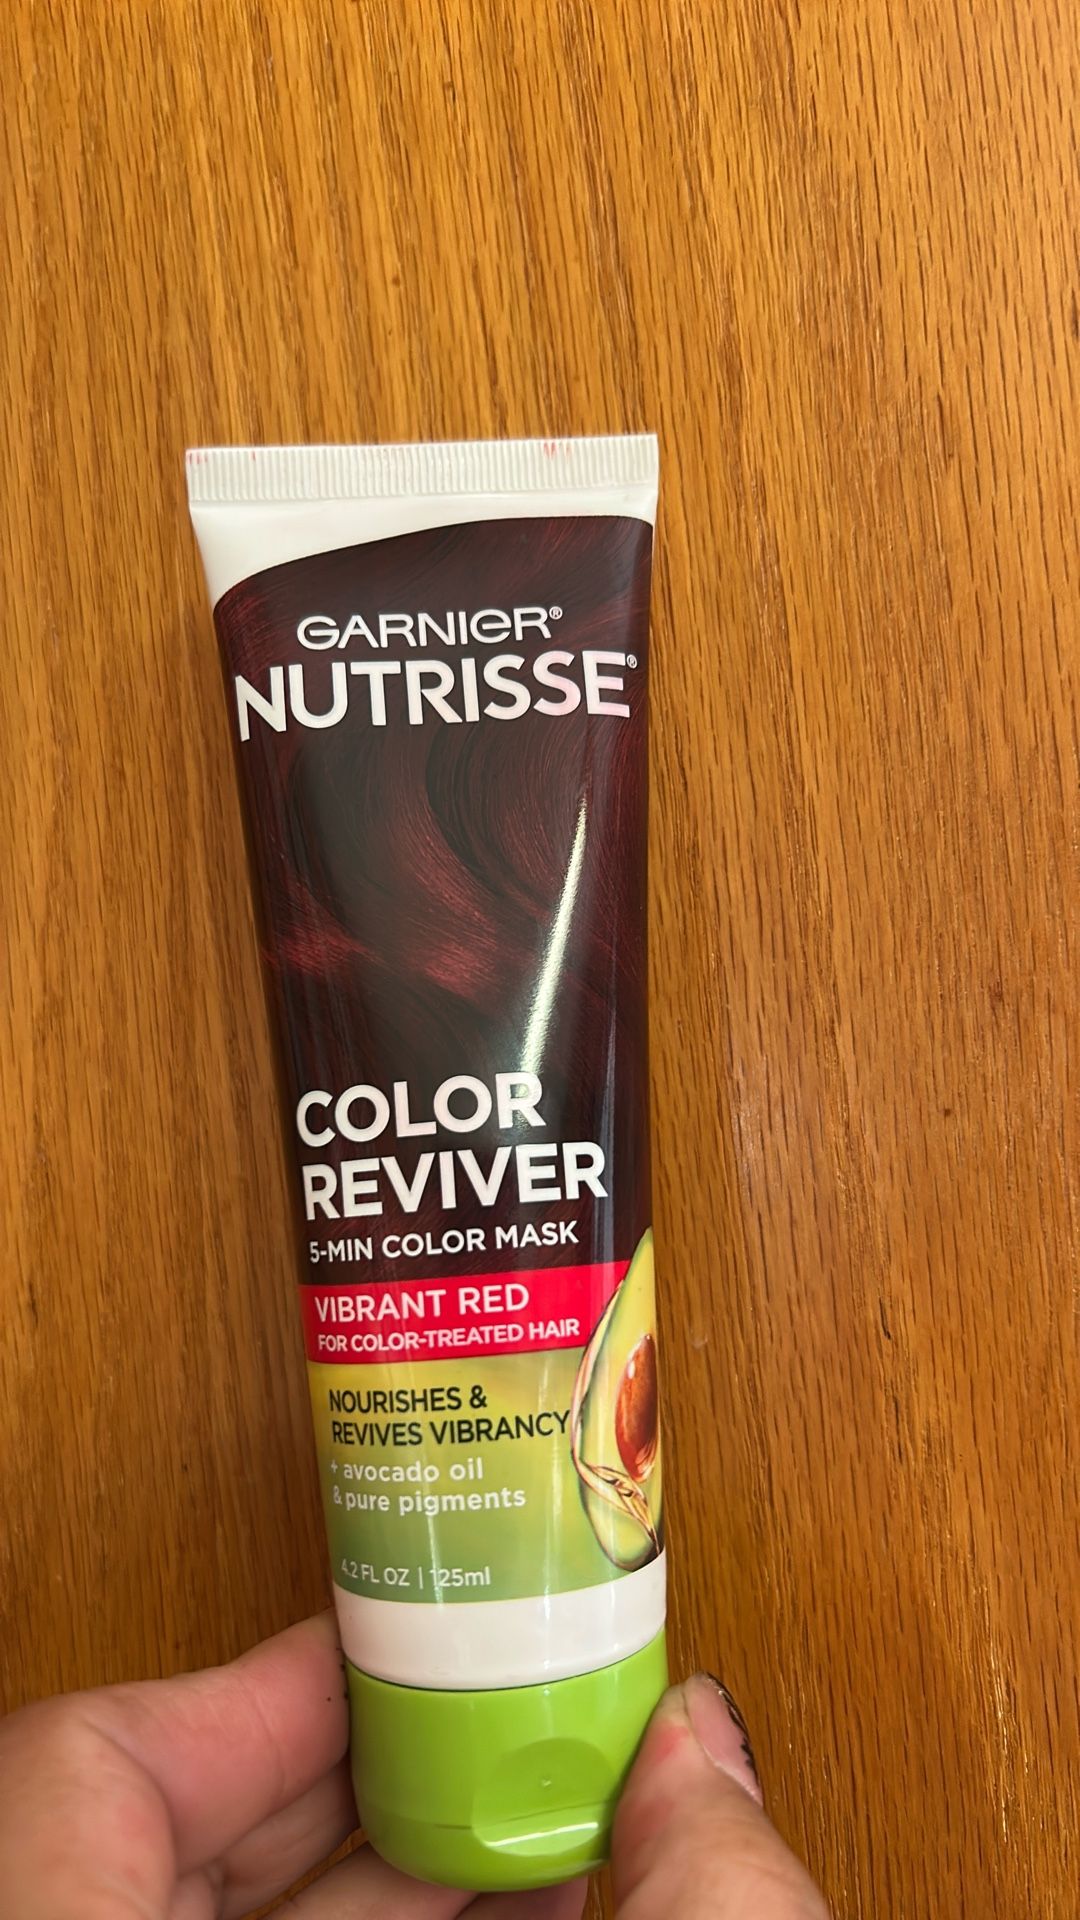 GARNIER®
NUTRISSE®
COLOR
REVIVER
5-MIN COLOR MASK
VIBRANT RED
FOR COLOR-TREATED HAIR
NOURISHES &
REVIVES VIBRANCY
+ avocado oil
& pure pigments
4.2 FL OZ | 125ml